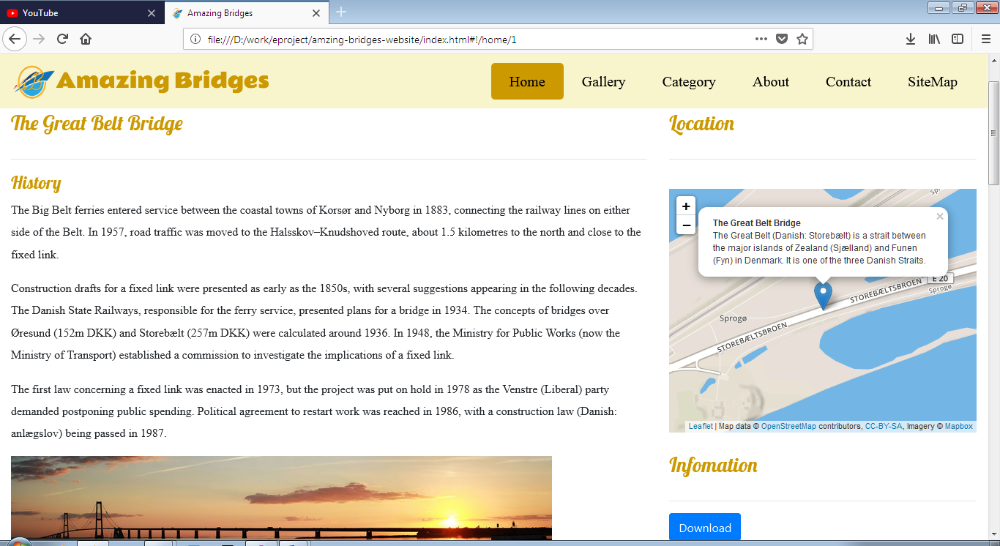 YouTube
Amazing Bridges
file:///D:/work/eproject/amzing-bridges-website/index.html#!/home/1
Amazing Bridges
Home
Gallery
Category
About
Contact
SiteMap
The Great Belt Bridge
History
The Big Belt ferries entered service between the coastal towns of Korsør and Nyborg in 1883, connecting the railway lines on either
side of the Belt. In 1957, road traffic was moved to the Halsskov–Knudshoved route, about 1.5 kilometres to the north and close to the
fixed link.
Construction drafts for a fixed link were presented as early as the 1850s, with several suggestions appearing in the following decades.
The Danish State Railways, responsible for the ferry service, presented plans for a bridge in 1934. The concepts of bridges over
Øresund (152m DKK) and Storebælt (257m DKK) were calculated around 1936. In 1948, the Ministry for Public Works (now the
Ministry of Transport) established a commission to investigate the implications of a fixed link.
The first law concerning a fixed link was enacted in 1973, but the project was put on hold in 1978 as the Venstre (Liberal) party
demanded postponing public spending. Political agreement to restart work was reached in 1986, with a construction law (Danish:
anlægslov) being passed in 1987.
Location
+
−
The Great Belt Bridge
×
The Great Belt (Danish: Storebælt) is a strait between
the major islands of Zealand (Sjælland) and Funen
(Fyn) in Denmark. It is one of the three Danish Straits.
E 20
STOREBÆLTSBROEN
Sprogø
Sprogø
STOREBÆLTSBROEN
Leaflet | Map data © OpenStreetMap contributors, CC-BY-SA, Imagery © Mapbox
Infomation
Download